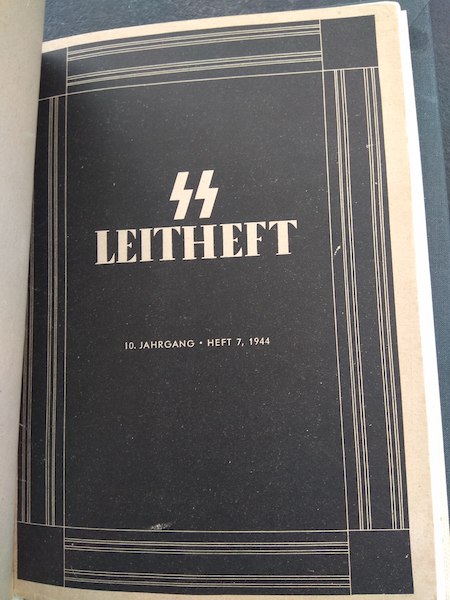 SS
LEITHEFT
10. JAHRGANG • HEFT 7, 1944